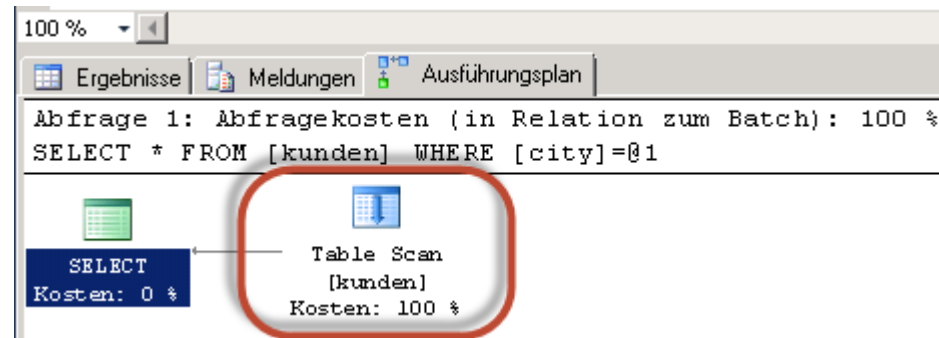 100 %
Ergebnisse Meldungen Ausführungsplan
Abfrage 1: Abfragekosten (in Relation zum Batch): 100 %
SELECT * FROM [kunden] WHERE [city]=@1
SELECT
Kosten: 0 %
Table Scan
[kunden]
Kosten: 100 %